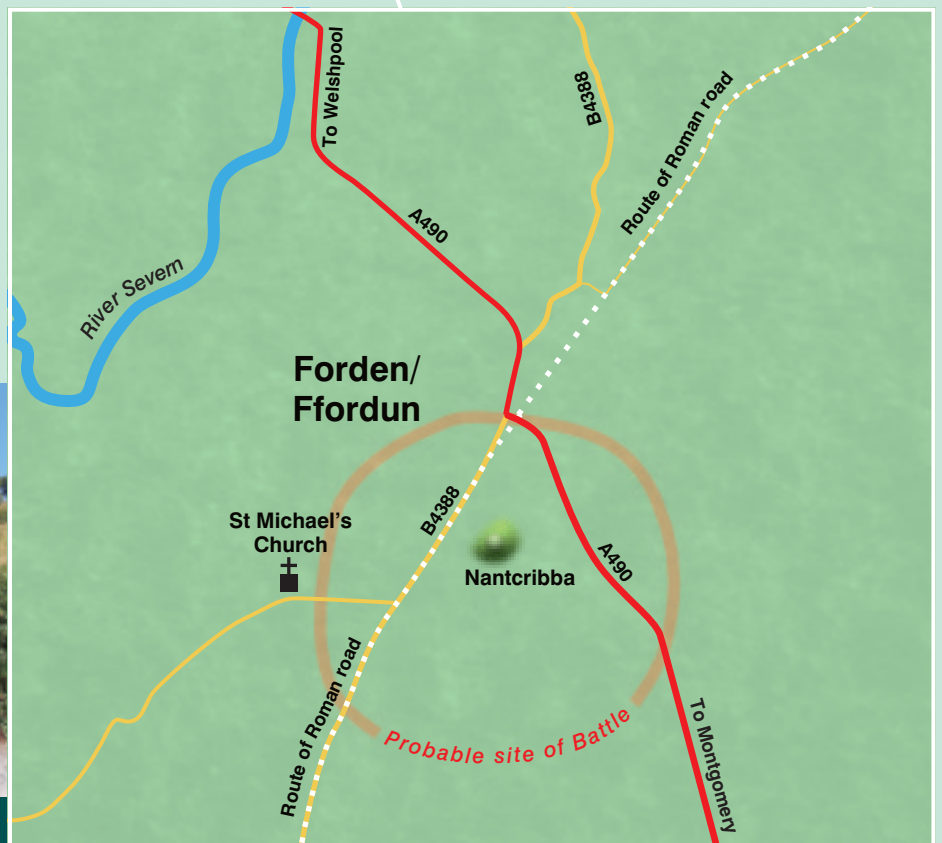 To Welshpool
B4388
Route of Roman road
A490
River Severn
Forden/
Ffordun
B4388
St Michael's
Church
Nantcribba
A490
Route of Roman road
To Montgomery
Probable site of Battle